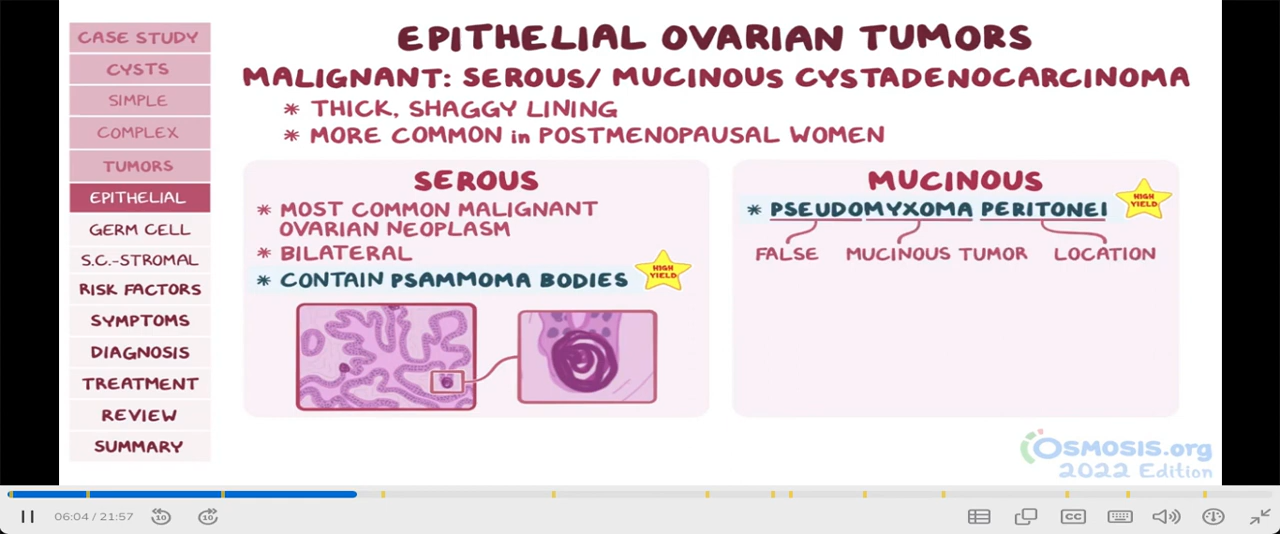 CASE STUDY
CYSTS
SIMPLE
COMPLEX
TUMORS
EPITHELIAL
GERM CELL
S.C.-STROMAL
RISK FACTORS
SYMPTOMS
DIAGNOSIS
TREATMENT
REVIEW
SUMMARY
EPITHELIAL OVARIAN TUMORS
MALIGNANT: SEROUS/ MUCINOUS CYSTADENOCARCINOMA
* THICK, SHAGGY LINING
* MORE COMMON in POSTMENOPAUSAL WOMEN
SEROUS
* MOST COMMON MALIGNANT
OVARIAN NEOPLASM
* BILATERAL
* CONTAIN PSAMMOMA BODIES
HIGH
YIELD
MUCINOUS
* PSEUDOMYXOMA PERITONEI
HIGH
YIELD
FALSE MUCINOUS TUMOR LOCATION
OSMOSIS.org
2022 Edition
06:04 / 21:57
10
10
CC